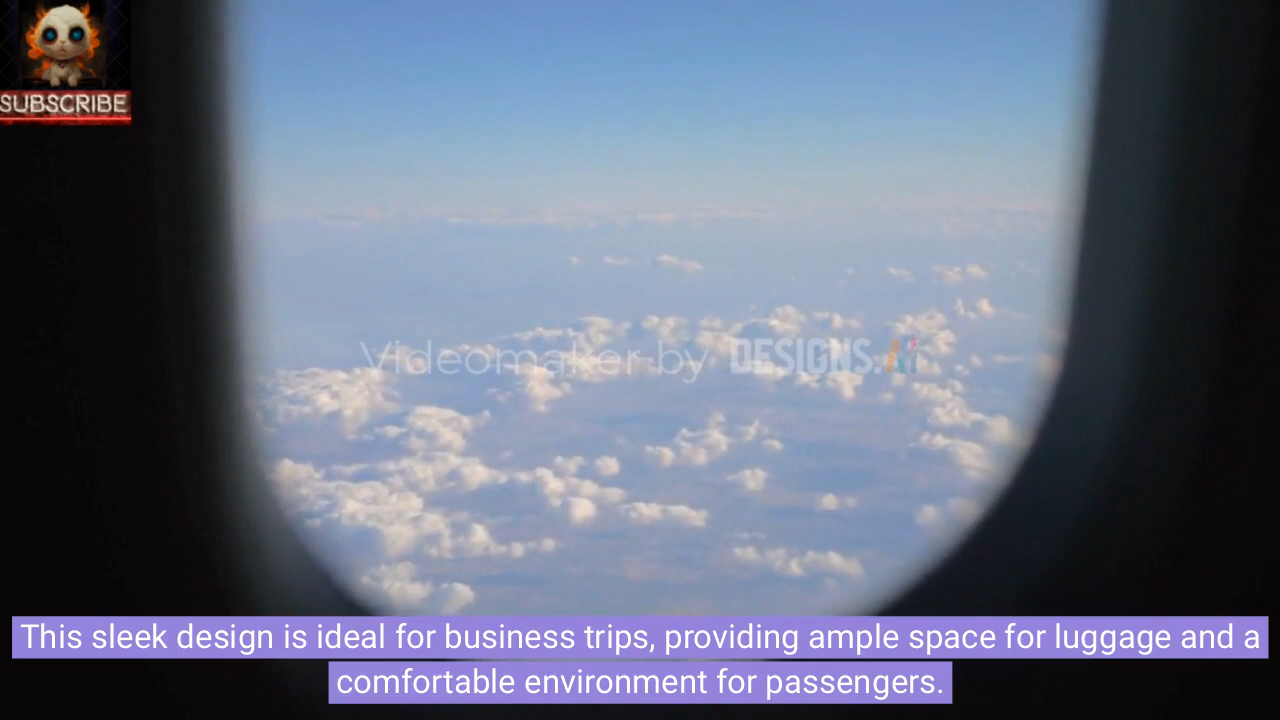 SUBSCRIBE
Videomaker by DESIGNS.Ai
This sleek design is ideal for business trips, providing ample space for luggage and a
comfortable environment for passengers.